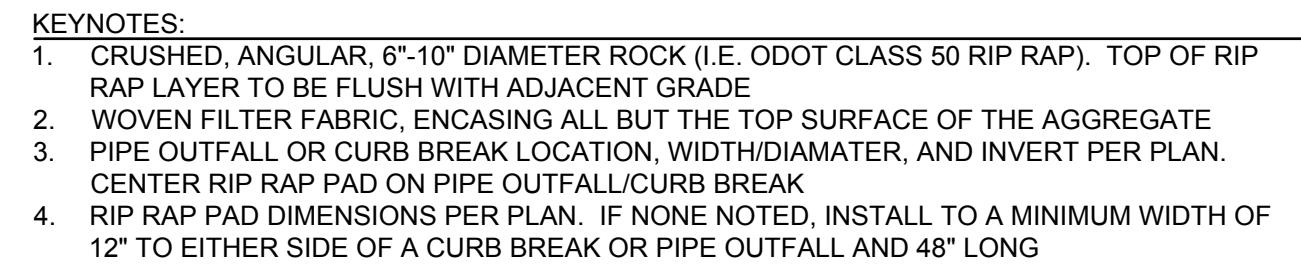 KEYNOTES:
1. CRUSHED, ANGULAR, 6"-10" DIAMETER ROCK (I.E. ODOT CLASS 50 RIP RAP). TOP OF RIP
RAP LAYER TO BE FLUSH WITH ADJACENT GRADE
2. WOVEN FILTER FABRIC, ENCASING ALL BUT THE TOP SURFACE OF THE AGGREGATE
3. PIPE OUTFALL OR CURB BREAK LOCATION, WIDTH/DIAMATER, AND INVERT PER PLAN.
CENTER RIP RAP PAD ON PIPE OUTFALL/CURB BREAK
4. RIP RAP PAD DIMENSIONS PER PLAN. IF NONE NOTED, INSTALL TO A MINIMUM WIDTH OF
12" TO EITHER SIDE OF A CURB BREAK OR PIPE OUTFALL AND 48" LONG